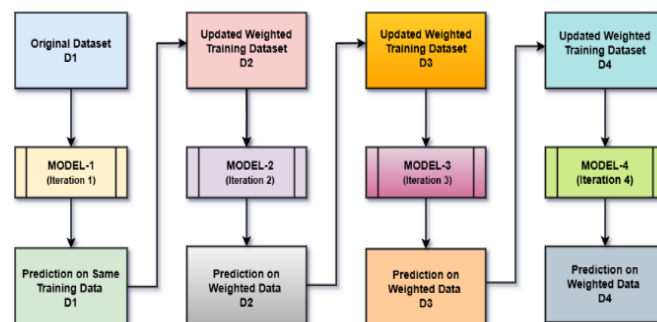 Original Dataset
D1
MODEL-1
(Iteration 1)
Prediction on Same
Training Data
D1
Updated Weighted
Training Dataset
D2
MODEL-2
(Iteration 2)
Prediction on
Weighted Data
D2
Updated Weighted
Training Dataset
D3
MODEL-3
(Iteration 3)
Prediction on
Weighted Data
D3
Updated Weighted
Training Dataset
D4
MODEL-4
(Iteration 4)
Prediction on
Weighted Data
D4